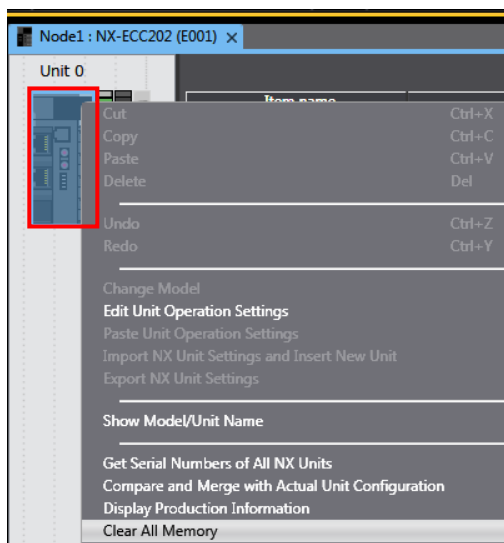 Node1 : NX-ECC202 (E001) ×
Unit 0
Item name
Cut Ctrl+X
Copy Ctrl+C
Paste Ctrl+V
Delete Del
Undo Ctrl+Z
Redo Ctrl+Y
Change Model
Edit Unit Operation Settings
Paste Unit Operation Settings
Import NX Unit Settings and Insert New Unit
Export NX Unit Settings
Show Model/Unit Name
Get Serial Numbers of All NX Units
Compare and Merge with Actual Unit Configuration
Display Production Information
Clear All Memory